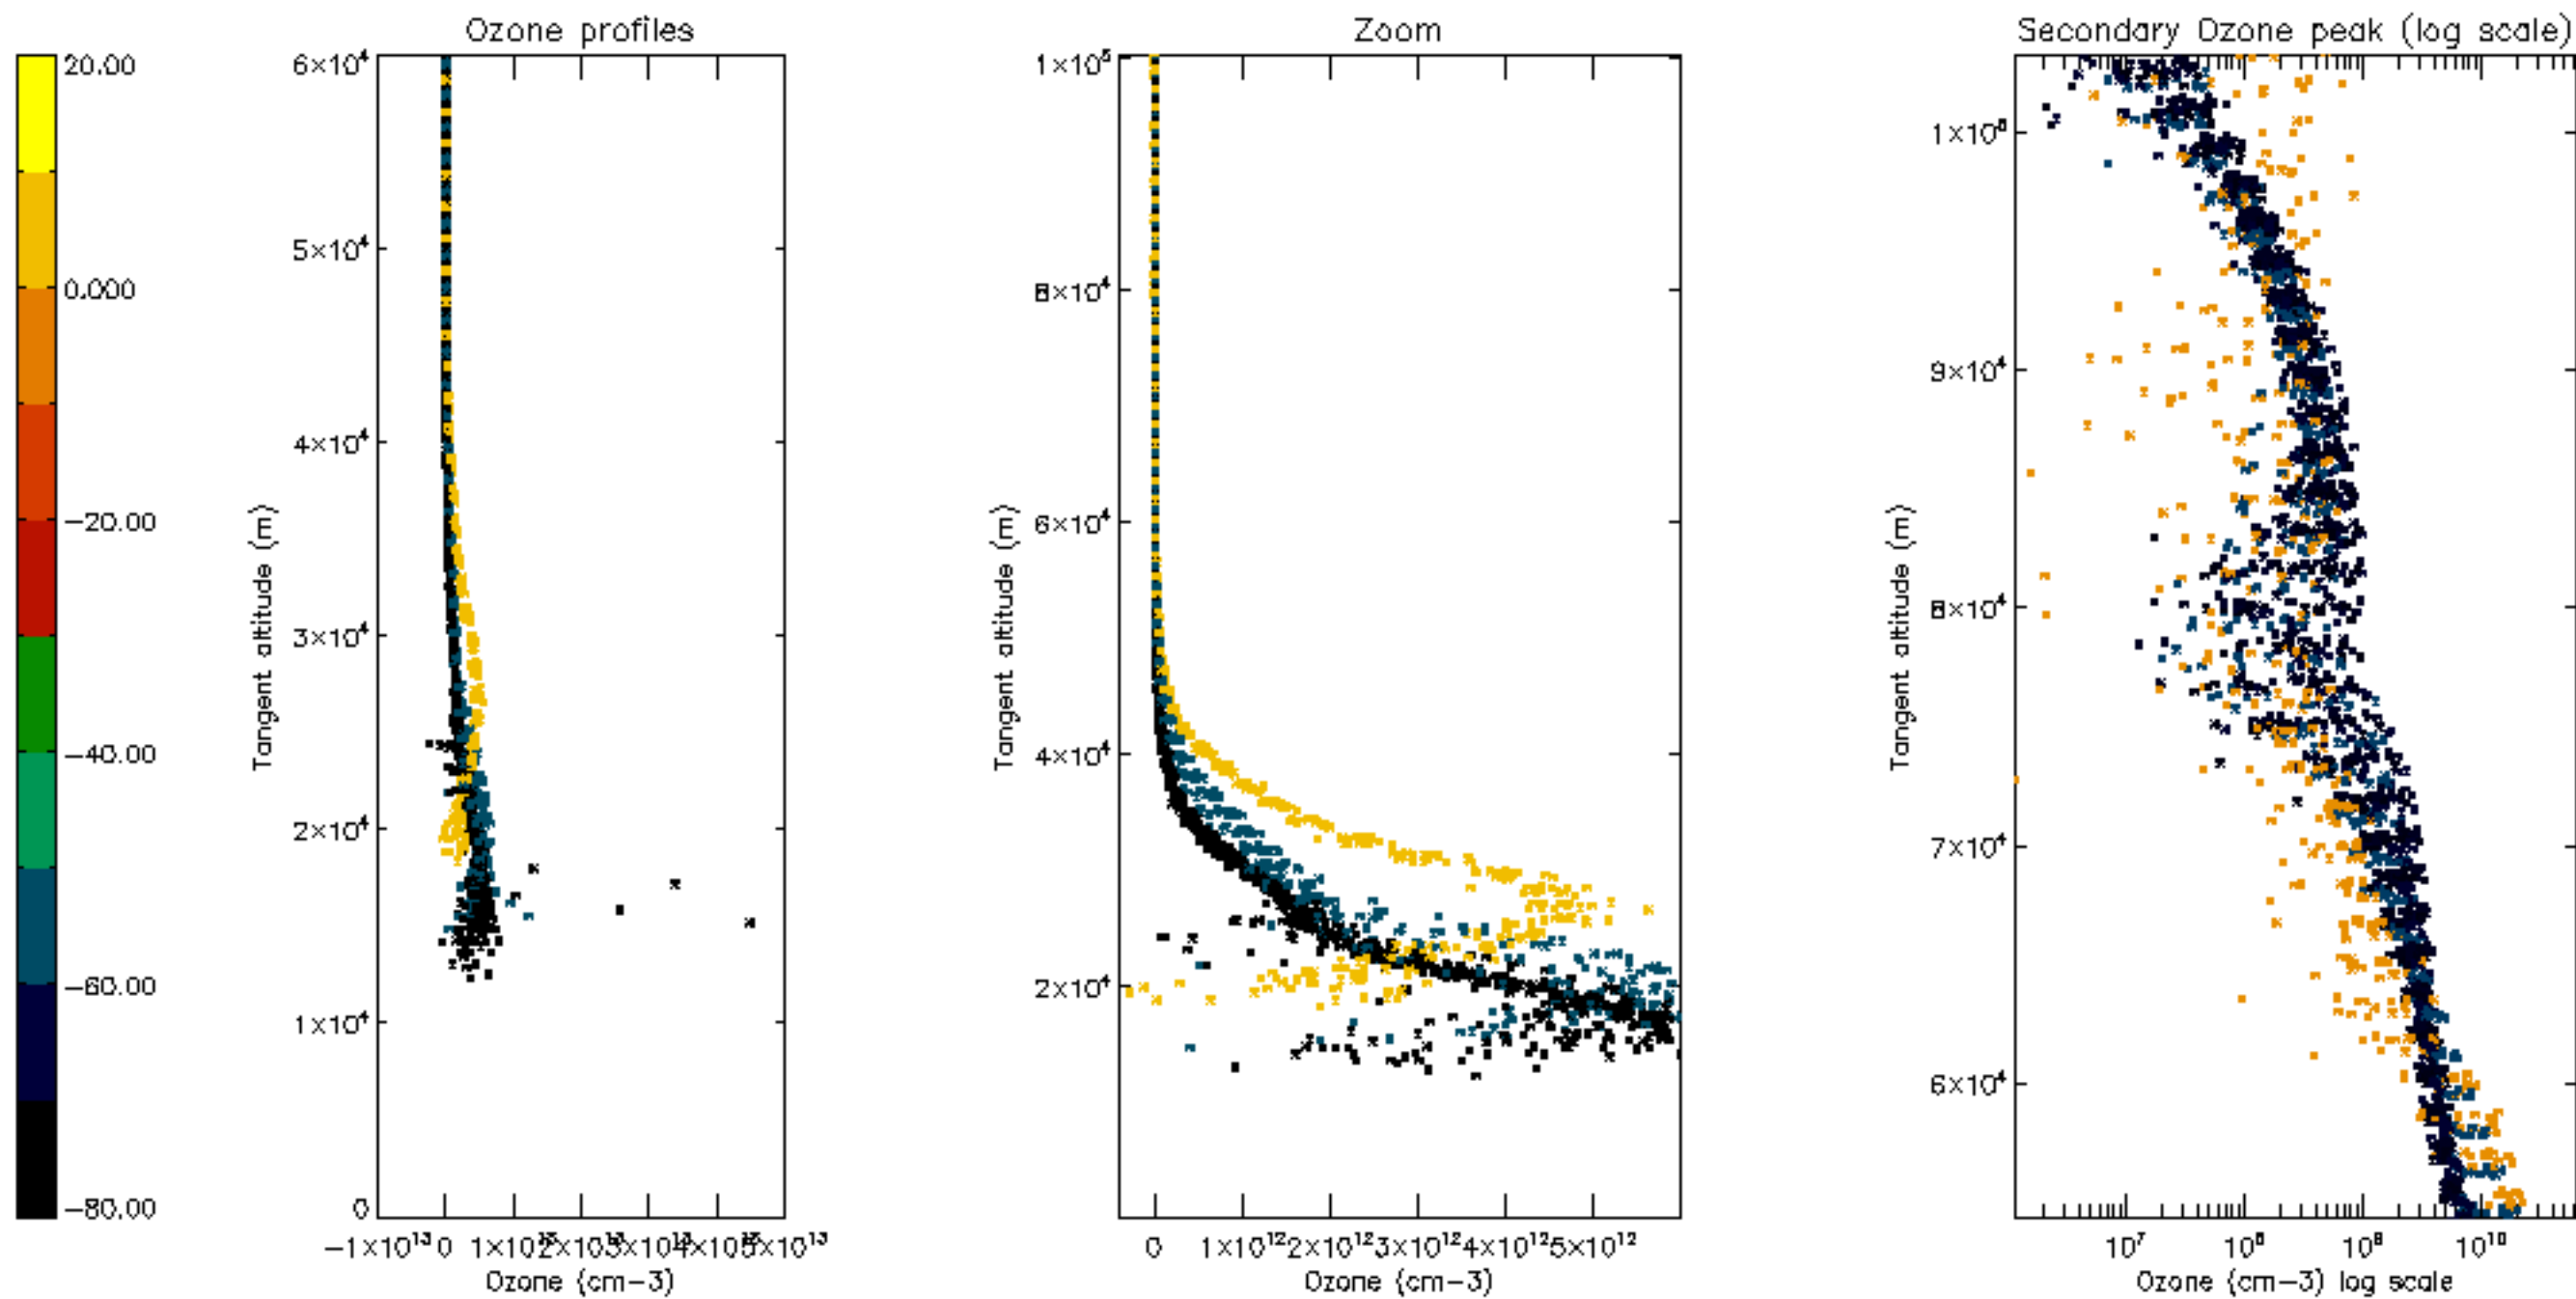 Ozone profiles
Zoom
Secondary Ozone peak (log scale)
20.00
0.000
−20.00
−40.00
−60.00
−80.00
6×10⁴
5×10⁴
4×10⁴
3×10⁴
2×10⁴
1×10⁴
0
Tangent altitude (m)
−1×10¹³ 0
Ozone (cm−3)
1×10⁵
8×10⁴
6×10⁴
4×10⁴
2×10⁴
Tangent altitude (m)
0 1×10¹² 2×10¹² 3×10¹² 4×10¹² 5×10¹²
Ozone (cm−3)
9×10⁴
8×10⁴
7×10⁴
6×10⁴
Tangent altitude (m)
10⁷ 10⁸ 10⁹ 10¹⁰
Ozone (cm−3) log scale